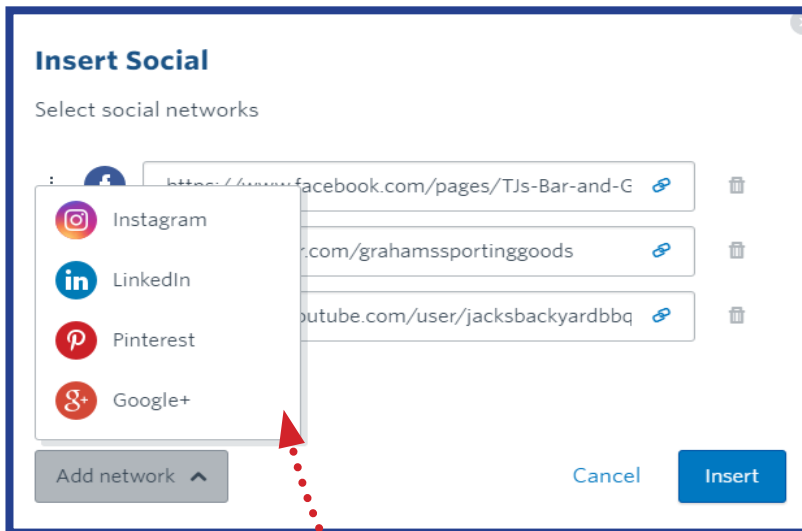 Insert Social
Select social networks
https://www.facebook.com/pages/TJs-Bar-and-G
Instagram
r.com/grahamssportinggoods
LinkedIn
outube.com/user/jacksbackyardbbq
Pinterest
Google+
Add network
Cancel
Insert